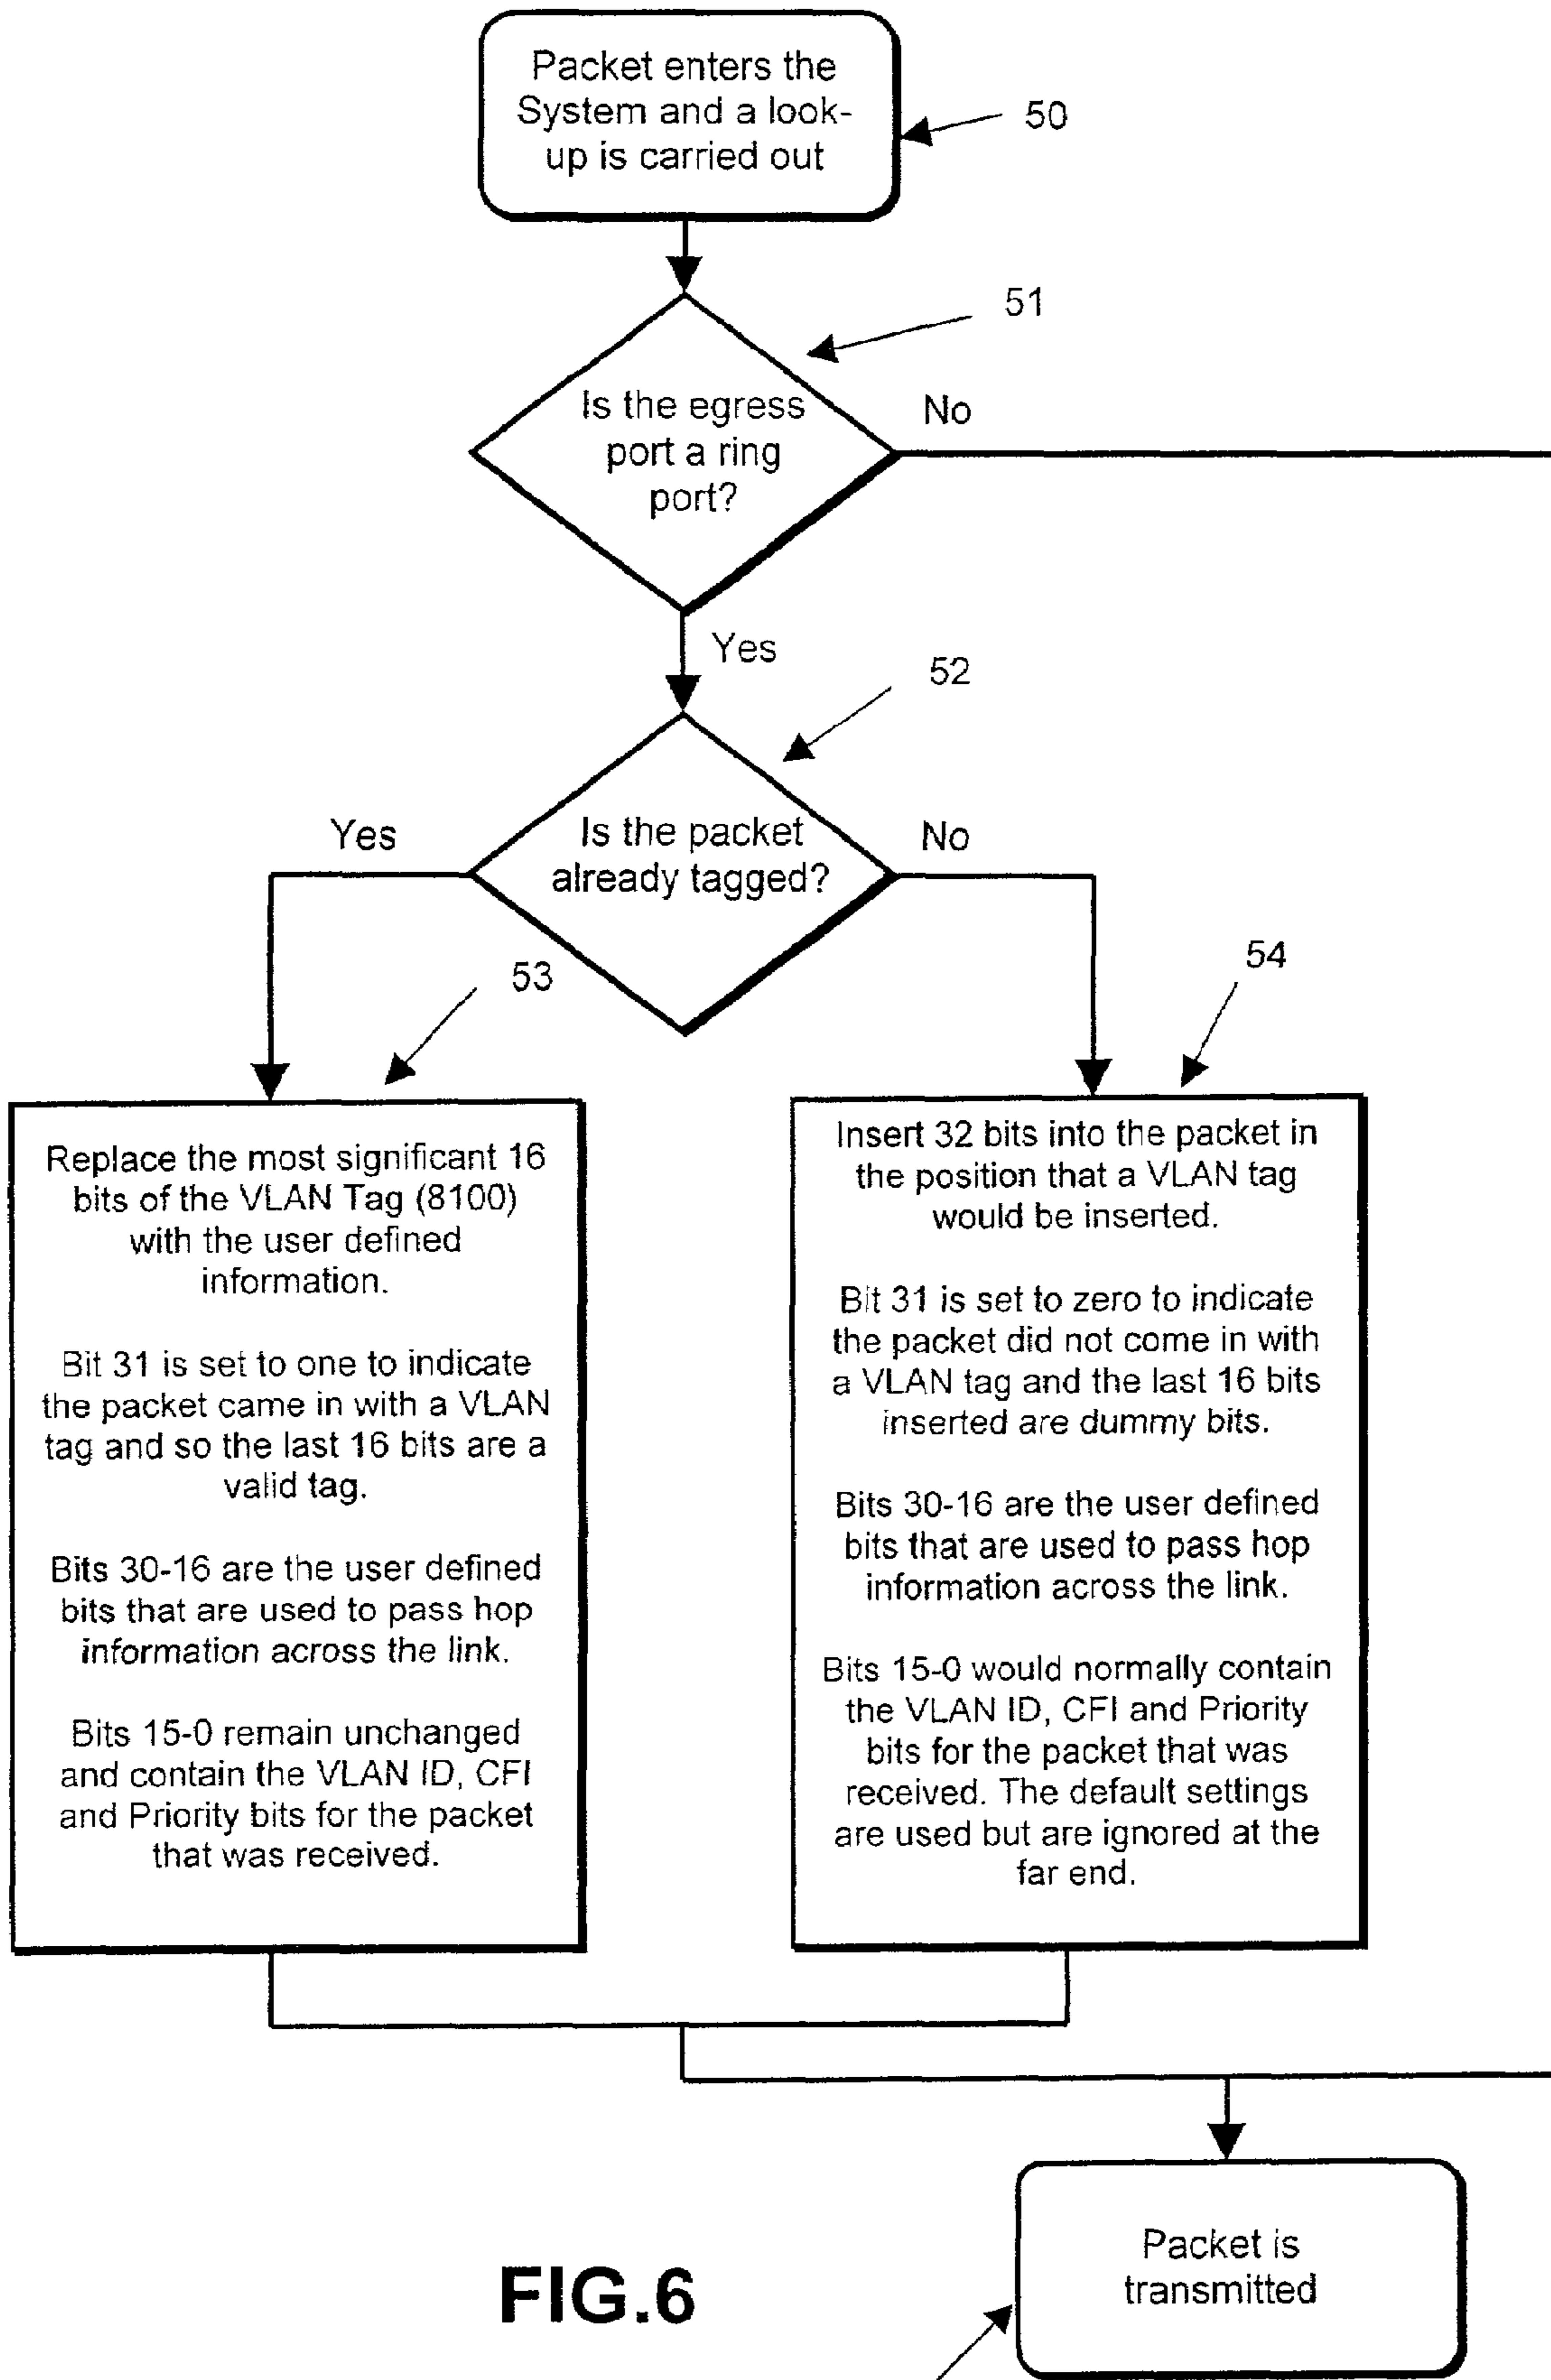 Packet enters the
System and a look-
up is carried out
50
51
Is the egress
port a ring
port?
No
Yes
52
Is the packet
already tagged?
Yes
No
53
54
Replace the most significant 16
bits of the VLAN Tag (8100)
with the user defined
information.
Bit 31 is set to one to indicate
the packet came in with a VLAN
tag and so the last 16 bits are a
valid tag.
Bits 30-16 are the user defined
bits that are used to pass hop
information across the link.
Bits 15-0 remain unchanged
and contain the VLAN ID, CFI
and Priority bits for the packet
that was received.
Insert 32 bits into the packet in
the position that a VLAN tag
would be inserted.
Bit 31 is set to zero to indicate
the packet did not come in with
a VLAN tag and the last 16 bits
inserted are dummy bits.
Bits 30-16 are the user defined
bits that are used to pass hop
information across the link.
Bits 15-0 would normally contain
the VLAN ID, CFI and Priority
bits for the packet that was
received. The default settings
are used but are ignored at the
far end.
Packet is
transmitted
FIG.6